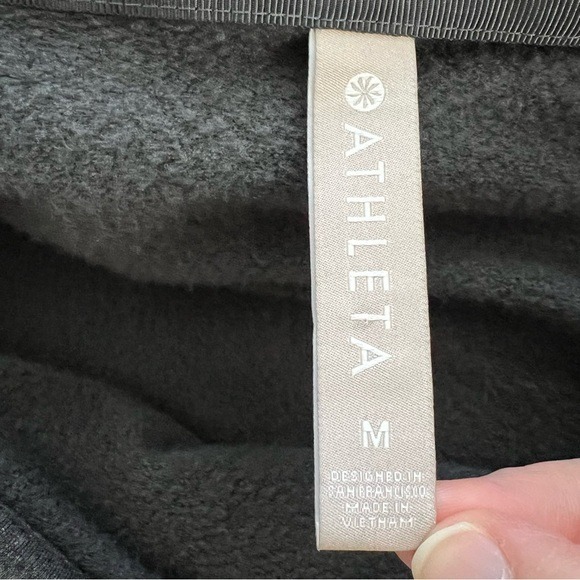 ATHLETA
M
DESIGNED IN
SAN FRANCISCO
MADE IN
VIETNAM